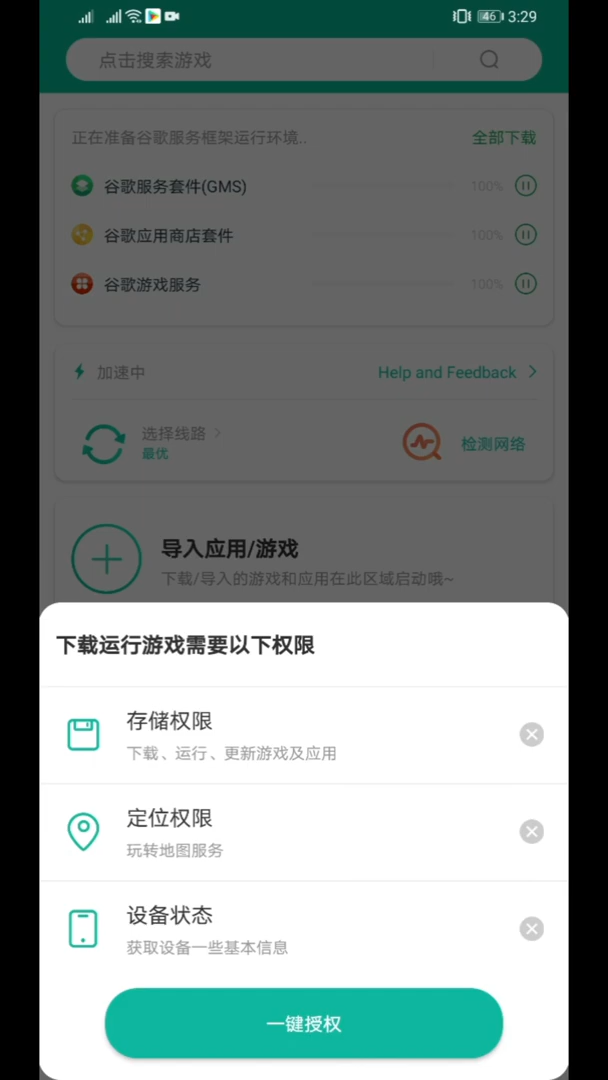 46 3:29
点击搜索游戏
正在准备谷歌服务框架运行环境..
全部下载
谷歌服务套件(GMS) 100%
谷歌应用商店套件 100%
谷歌游戏服务 100%
加速中
Help and Feedback
选择线路
最优
检测网络
导入应用/游戏
下载/导入的游戏和应用在此区域启动哦~
下载运行游戏需要以下权限
存储权限
下载、运行、更新游戏及应用
定位权限
玩转地图服务
设备状态
获取设备一些基本信息
一键授权